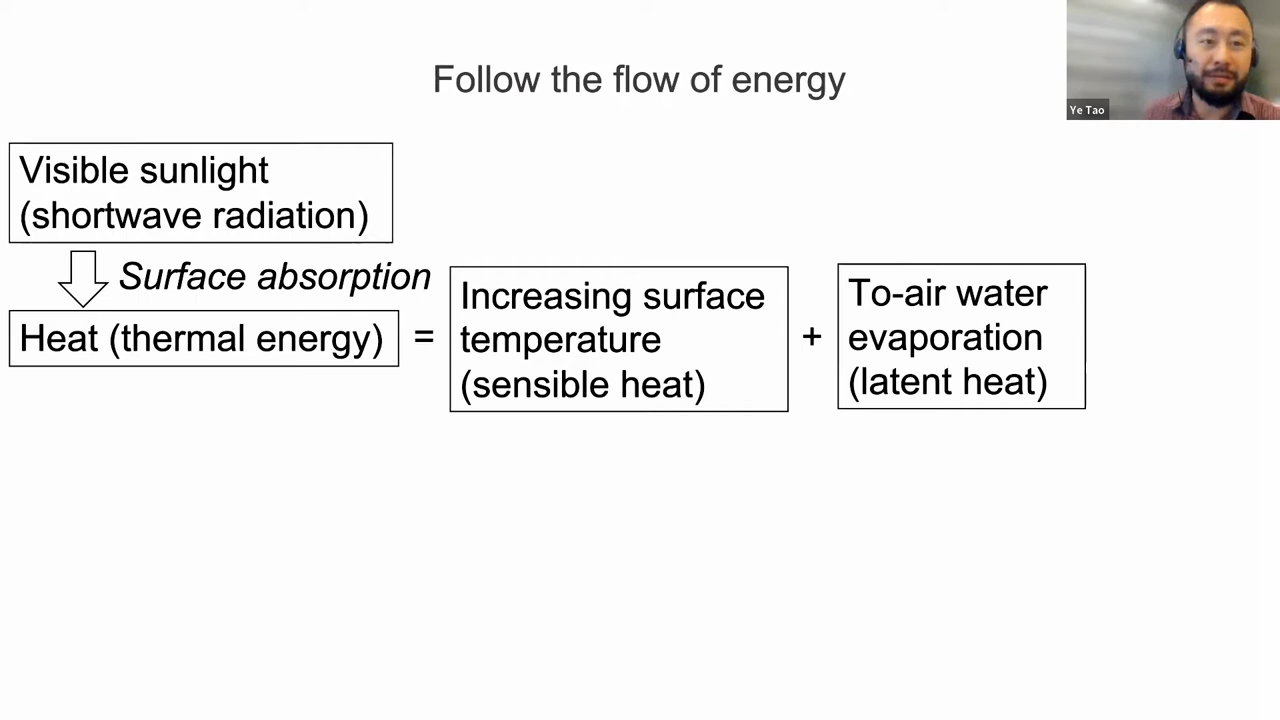 Follow the flow of energy
Ye Tao
Visible sunlight
(shortwave radiation)
Surface absorption
Heat (thermal energy)
=
Increasing surface
temperature
(sensible heat)
+
To-air water
evaporation
(latent heat)